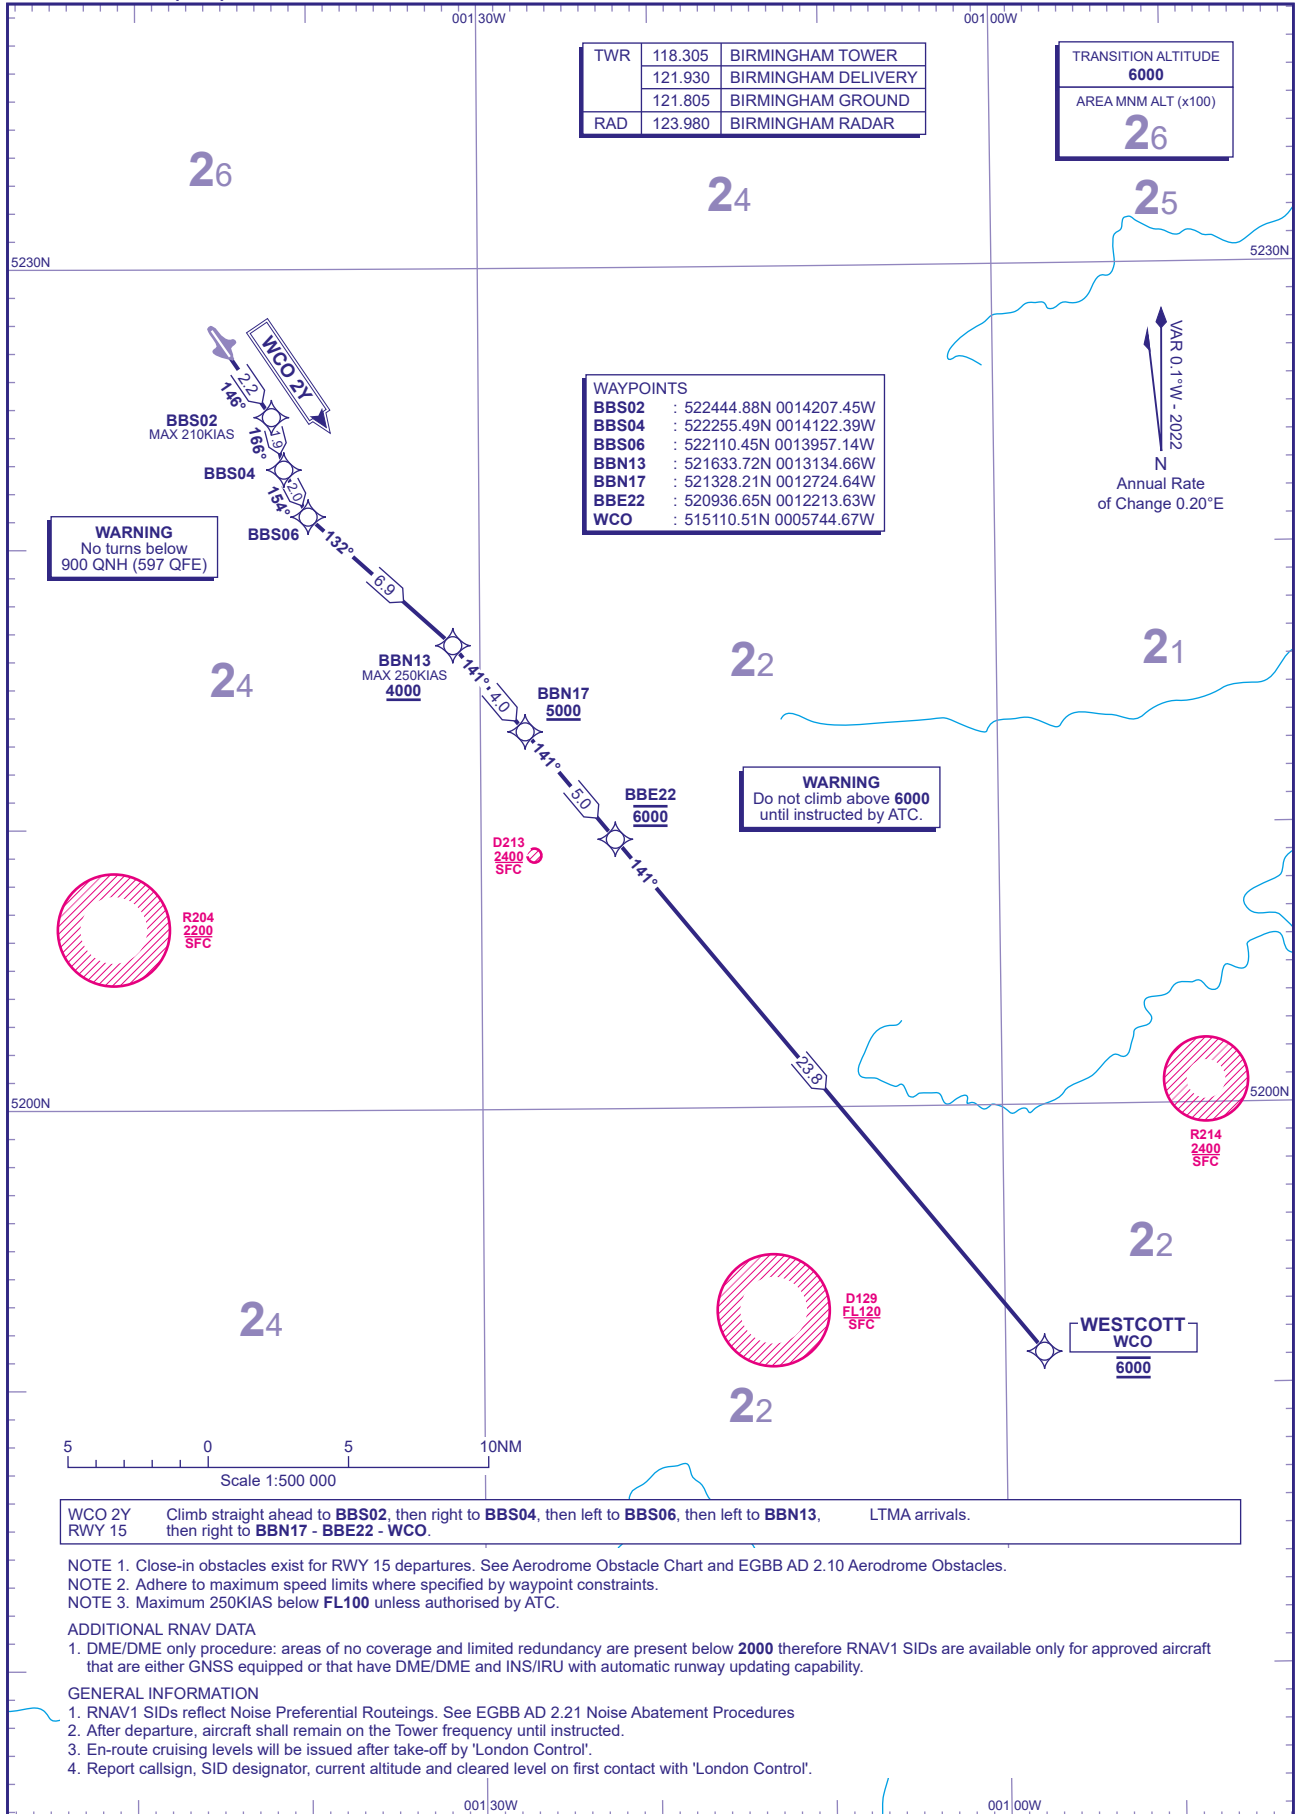 001:30W
001:00W
TWR 118.305 BIRMINGHAM TOWER
121.930 BIRMINGHAM DELIVERY
121.805 BIRMINGHAM GROUND
RAD 123.980 BIRMINGHAM RADAR
TRANSITION ALTITUDE
6000
AREA MNM ALT (x100)
26
26
24
25
5230N
5230N
WCO 2Y
2.2
146°
BBS02
MAX 210KIAS
1.9
166°
BBS04
2.0
154°
BBS06
132°
6.9
WAYPOINTS
BBS02 : 522444.88N 0014207.45W
BBS04 : 522255.49N 0014122.39W
BBS06 : 522110.45N 0013957.14W
BBN13 : 521633.72N 0013134.66W
BBN17 : 521328.21N 0012724.64W
BBE22 : 520936.65N 0012213.63W
WCO : 515110.51N 0005744.67W
VAR 0.1°W - 2022
N
Annual Rate
of Change 0.20°E
WARNING
No turns below
900 QNH (597 QFE)
24
22
21
BBN13
MAX 250KIAS
4000
141°
4.0
BBN17
5000
141°
5.0
BBE22
6000
141°
WARNING
Do not climb above 6000
until instructed by ATC.
D213
2400
SFC
R204
2200
SFC
23.8
5200N
5200N
R214
2400
SFC
22
24
D129
FL120
SFC
WESTCOTT
WCO
6000
22
5 0 5 10NM
Scale 1:500 000
WCO 2Y Climb straight ahead to BBS02, then right to BBS04, then left to BBS06, then left to BBN13, LTMA arrivals.
RWY 15 then right to BBN17 - BBE22 - WCO.
NOTE 1. Close-in obstacles exist for RWY 15 departures. See Aerodrome Obstacle Chart and EGBB AD 2.10 Aerodrome Obstacles.
NOTE 2. Adhere to maximum speed limits where specified by waypoint constraints.
NOTE 3. Maximum 250KIAS below FL100 unless authorised by ATC.
ADDITIONAL RNAV DATA
1. DME/DME only procedure: areas of no coverage and limited redundancy are present below 2000 therefore RNAV1 SIDs are available only for approved aircraft
that are either GNSS equipped or that have DME/DME and INS/IRU with automatic runway updating capability.
GENERAL INFORMATION
1. RNAV1 SIDs reflect Noise Preferential Routeings. See EGBB AD 2.21 Noise Abatement Procedures
2. After departure, aircraft shall remain on the Tower frequency until instructed.
3. En-route cruising levels will be issued after take-off by 'London Control'.
4. Report callsign, SID designator, current altitude and cleared level on first contact with 'London Control'.
001:30W
001:00W